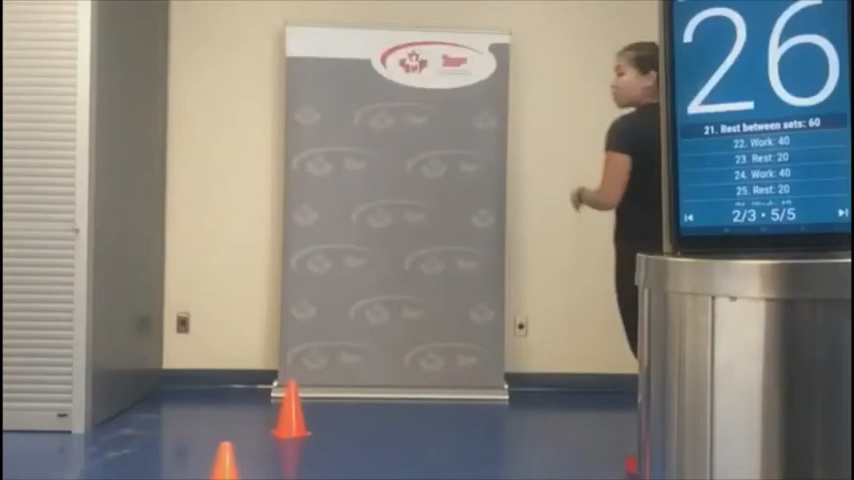 26
21. Rest between sets: 60
22. Work: 40
23. Rest: 20
24. Work: 40
25. Rest: 20
2/3 • 5/5